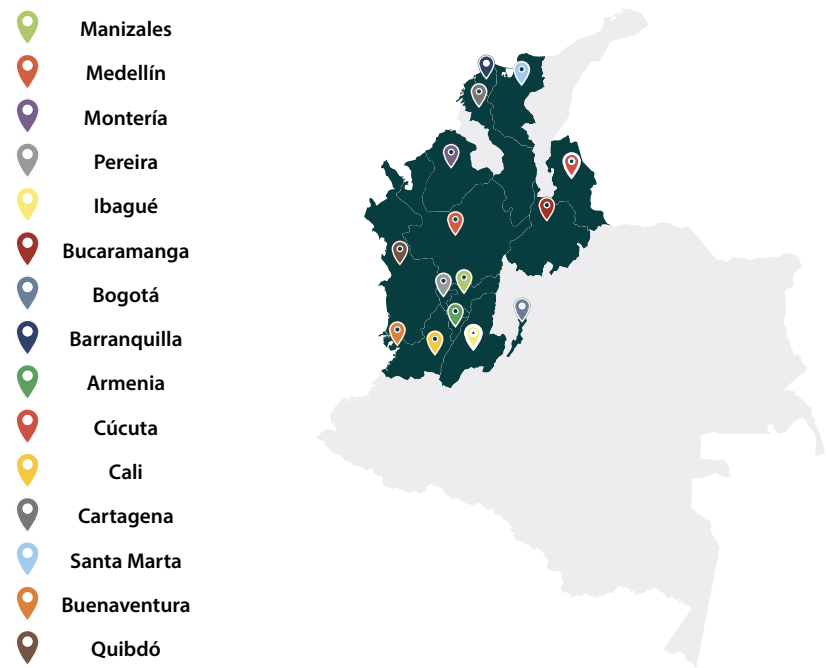 Manizales
Medellín
Montería
Pereira
Ibagué
Bucaramanga
Bogotá
Barranquilla
Armenia
Cúcuta
Cali
Cartagena
Santa Marta
Buenaventura
Quibdó